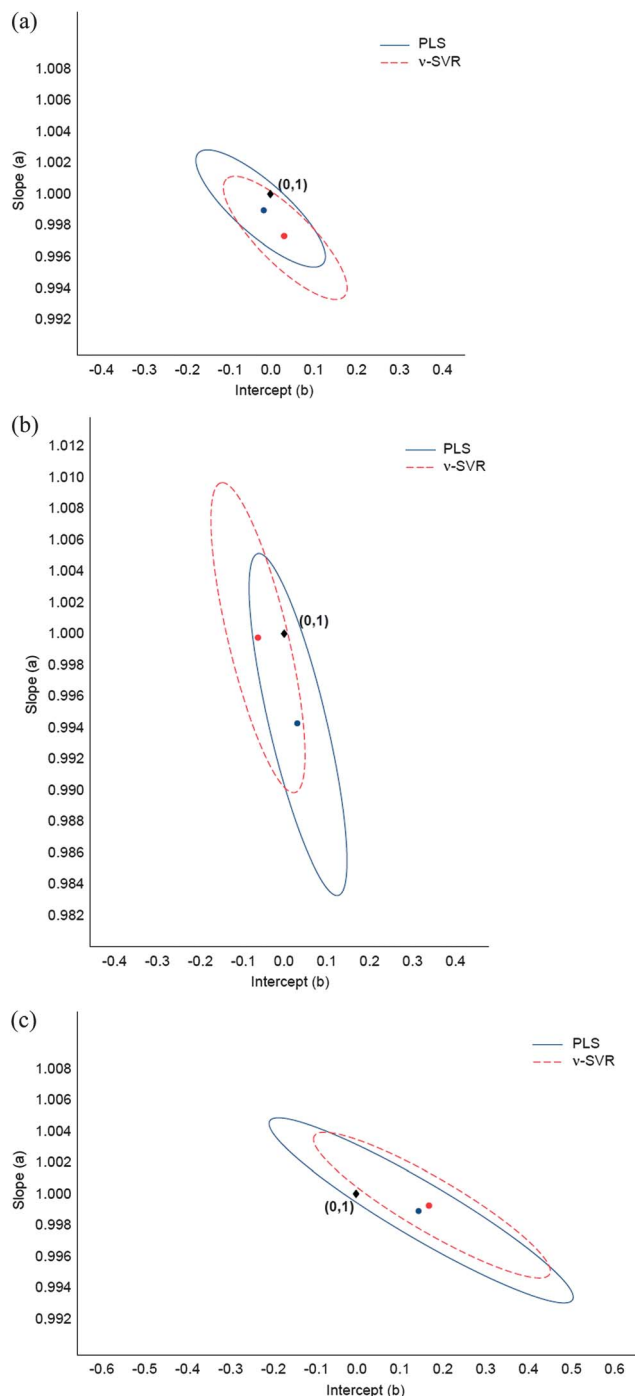 (a)
PLS
ν-SVR
1.008
1.006
1.004
1.002
1.000
0.998
0.996
0.994
0.992
Slope (a)
(0,1)
-0.4 -0.3 -0.2 -0.1 0.0 0.1 0.2 0.3 0.4
Intercept (b)
(b)
PLS
ν-SVR
1.012
1.010
1.008
1.006
1.004
1.002
1.000
0.998
0.996
0.994
0.992
0.990
0.988
0.986
0.984
0.982
Slope (a)
(0,1)
-0.4 -0.3 -0.2 -0.1 0.0 0.1 0.2 0.3 0.4
Intercept (b)
(c)
PLS
ν-SVR
1.008
1.006
1.004
1.002
1.000
0.998
0.996
0.994
0.992
Slope (a)
(0,1)
-0.6 -0.5 -0.4 -0.3 -0.2 -0.1 0.0 0.1 0.2 0.3 0.4 0.5 0.6
Intercept (b)